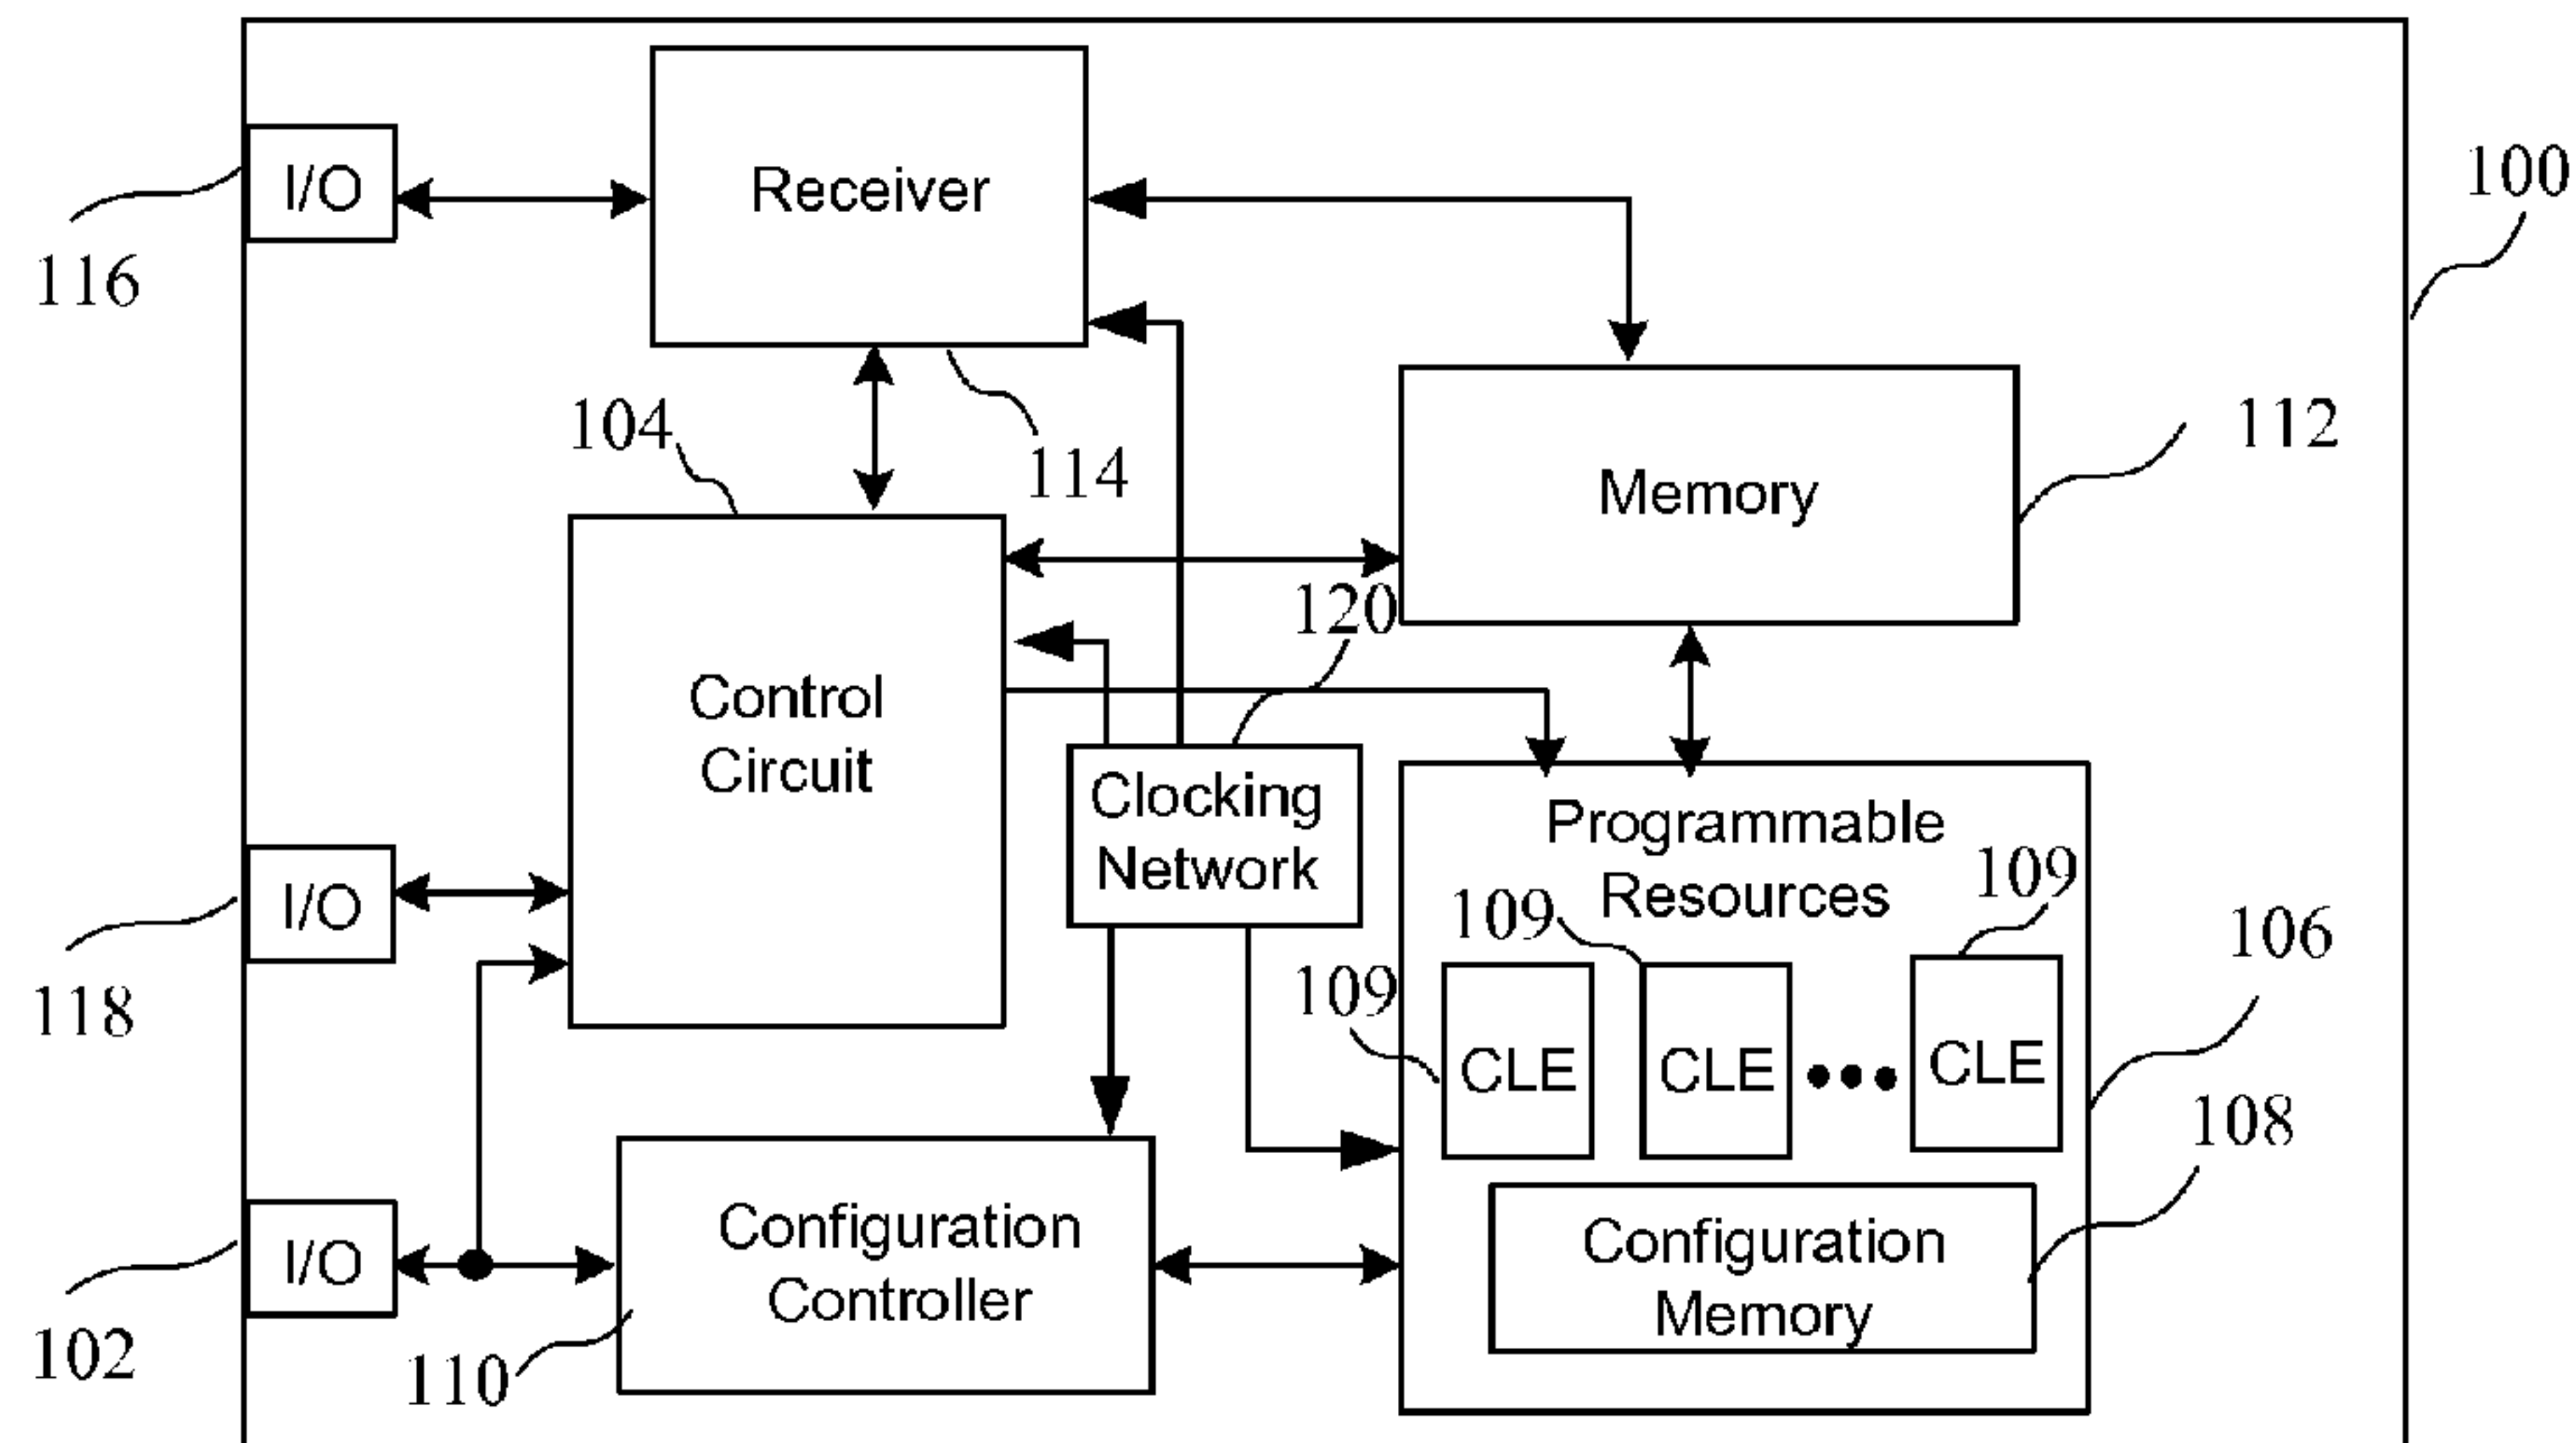 I/O
116
Receiver
100
104
114
Memory
112
120
Control
Circuit
Clocking
Network
I/O
118
Programmable
Resources
109
109
109
106
CLE
CLE
CLE
108
I/O
102
Configuration
Controller
110
Configuration
Memory